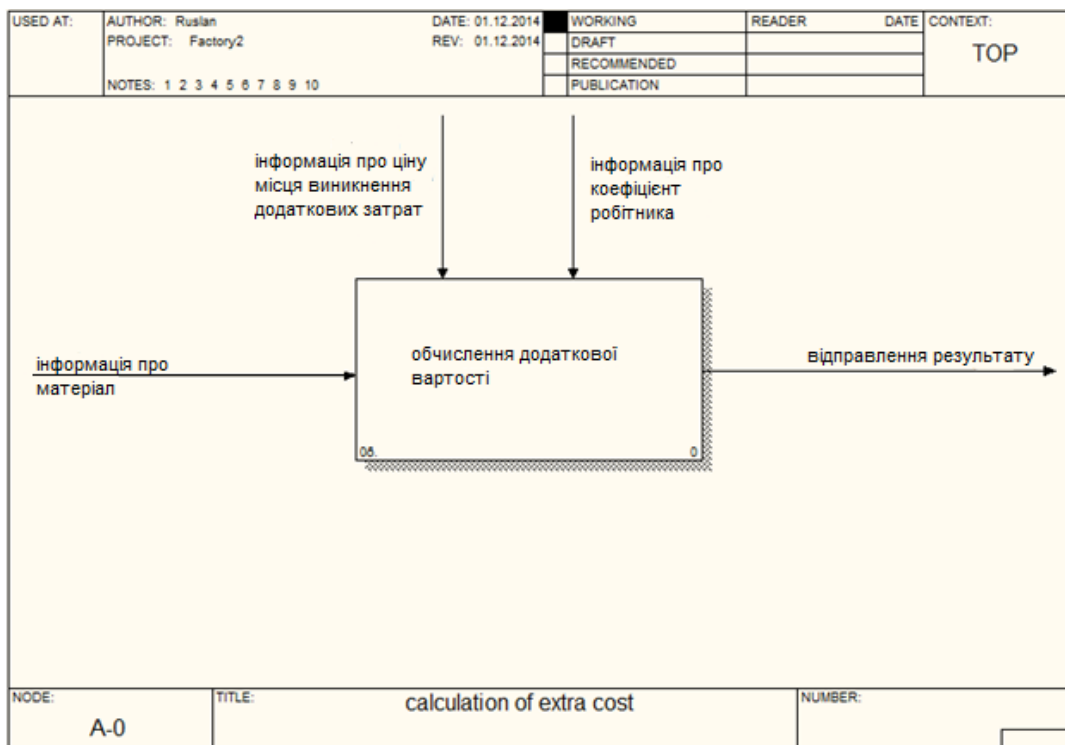 USED AT:
AUTHOR: Ruslan
DATE: 01.12.2014
WORKING
READER
DATE
CONTEXT:
PROJECT: Factory2
REV: 01.12.2014
DRAFT
TOP
RECOMMENDED
NOTES: 1 2 3 4 5 6 7 8 9 10
PUBLICATION
інформація про ціну
місця виникнення
додаткових затрат
інформація про
коефіцієнт
робітника
інформація про
матеріал
обчислення додаткової
вартості
відправлення результату
0
NODE:
A-0
TITLE:
calculation of extra cost
NUMBER: